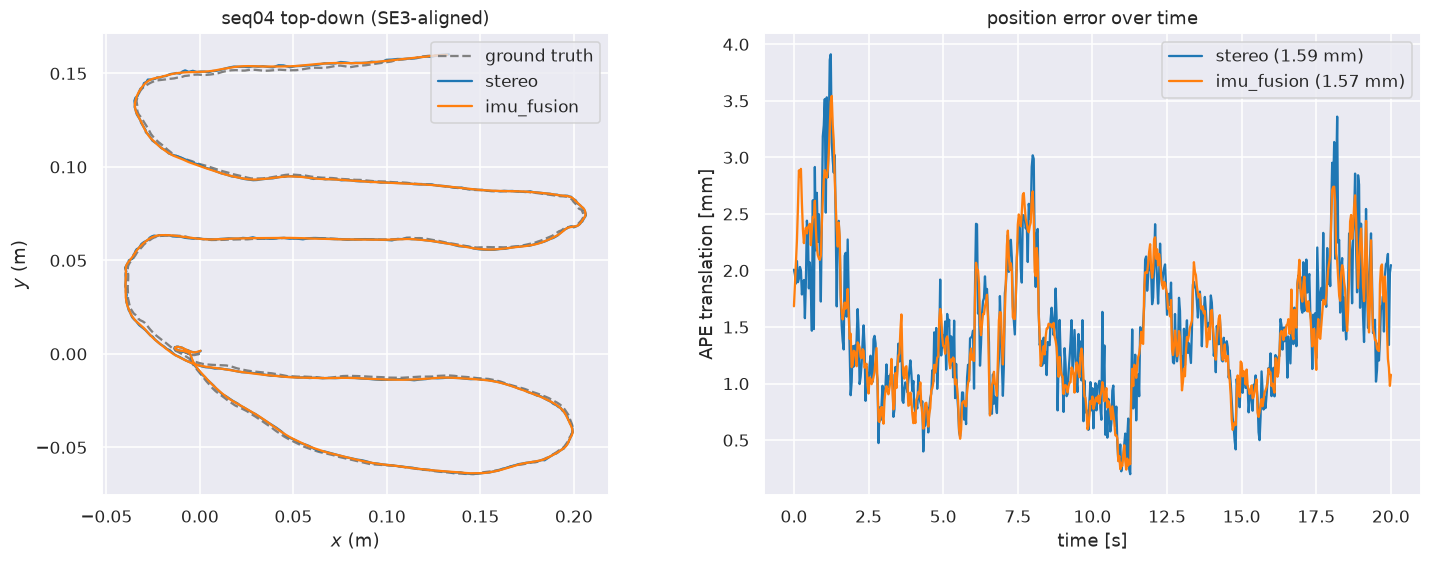 seq04 top-down (SE3-aligned)
ground truth
stereo
imu_fusion
0.15
0.10
0.05
0.00
−0.05
y (m)
−0.05
0.00
0.05
0.10
0.15
0.20
x (m)
position error over time
stereo (1.59 mm)
imu_fusion (1.57 mm)
4.0
3.5
3.0
2.5
2.0
1.5
1.0
0.5
APE translation [mm]
0.0
2.5
5.0
7.5
10.0
12.5
15.0
17.5
20.0
time [s]